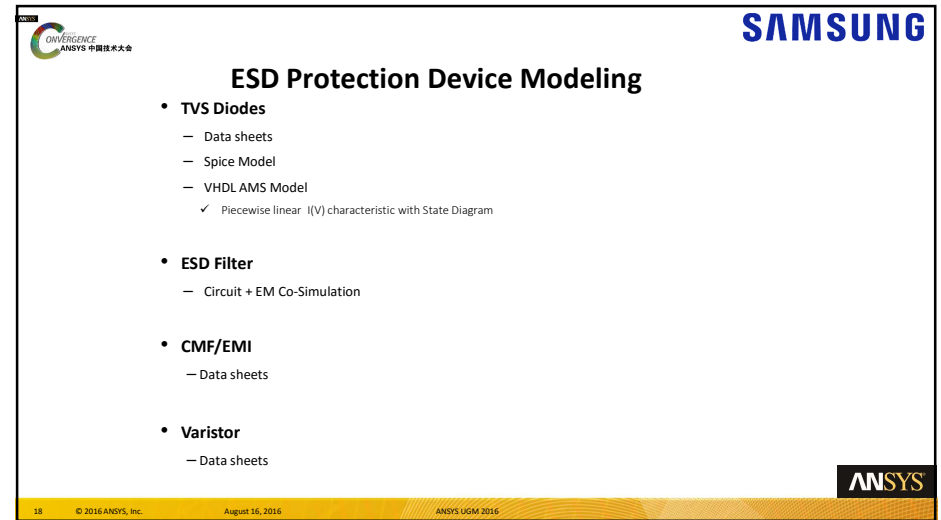 ANSYS
CONVERGENCE
ANSYS 中国技术大会
SAMSUNG
ESD Protection Device Modeling
• TVS Diodes
– Data sheets
– Spice Model
– VHDL AMS Model
✓ Piecewise linear I(V) characteristic with State Diagram
• ESD Filter
– Circuit + EM Co-Simulation
• CMF/EMI
– Data sheets
• Varistor
– Data sheets
ANSYS
18 © 2016 ANSYS, Inc. August 16, 2016 ANSYS UGM 2016